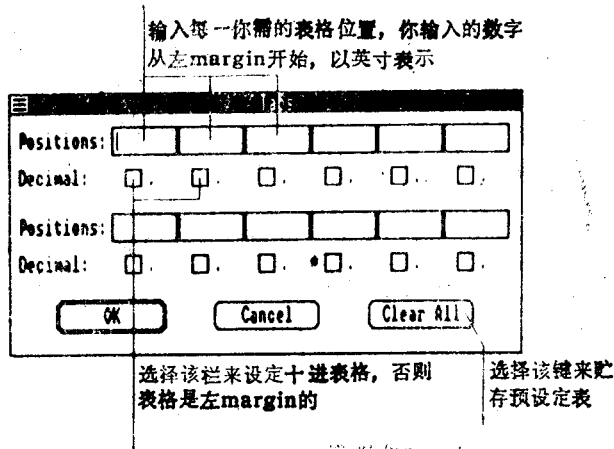 输入每一你需的表格位置，你输入的数字
从左margin开始，以英寸表示
Tabs
Positions:
Decimal:
Positions:
Decimal:
OK Cancel Clear All
选择该栏来设定十进表格，否则
表格是左margin的
选择该键来贮
存预设定表